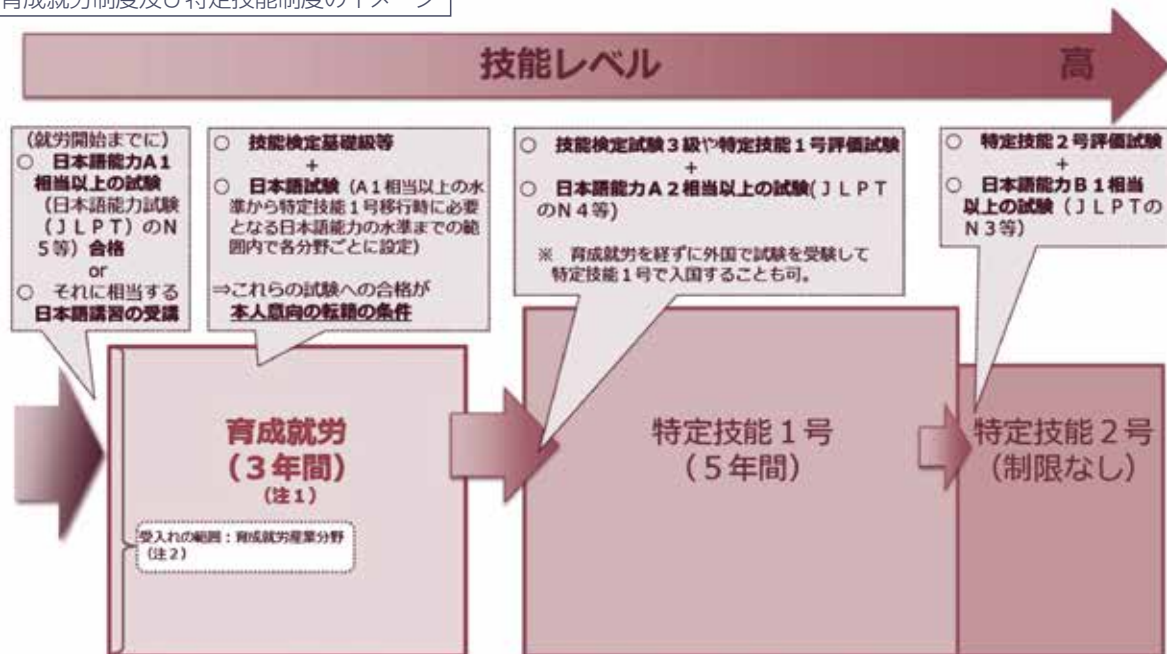 育成就労制度及び特定技能制度のイメージ
技能レベル
高
(就労開始までに)
○ 日本語能力A1
相当以上の試験
(日本語能力試験
(JLPT)のN
5等)合格
or
○ それに相当する
日本語講習の受講
○ 技能検定基礎級等
+
○ 日本語試験(A1相当以上の水
準から特定技能1号移行時に必要
となる日本語能力の水準までの範
囲内で各分野ごとに設定)
⇒これらの試験への合格が
本人意向の転籍の条件
○ 技能検定試験3級や特定技能1号評価試験
+
○ 日本語能力A2相当以上の試験(JLPT
のN4等)
※ 育成就労を経ずに外国で試験を受験して
特定技能1号で入国することも可。
○ 特定技能2号評価試験
+
○ 日本語能力B1相当
以上の試験(JLPTの
N3等)
育成就労
(3年間)
(注1)
受入れの範囲:育成就労産業分野
(注2)
特定技能1号
(5年間)
特定技能2号
(制限なし)